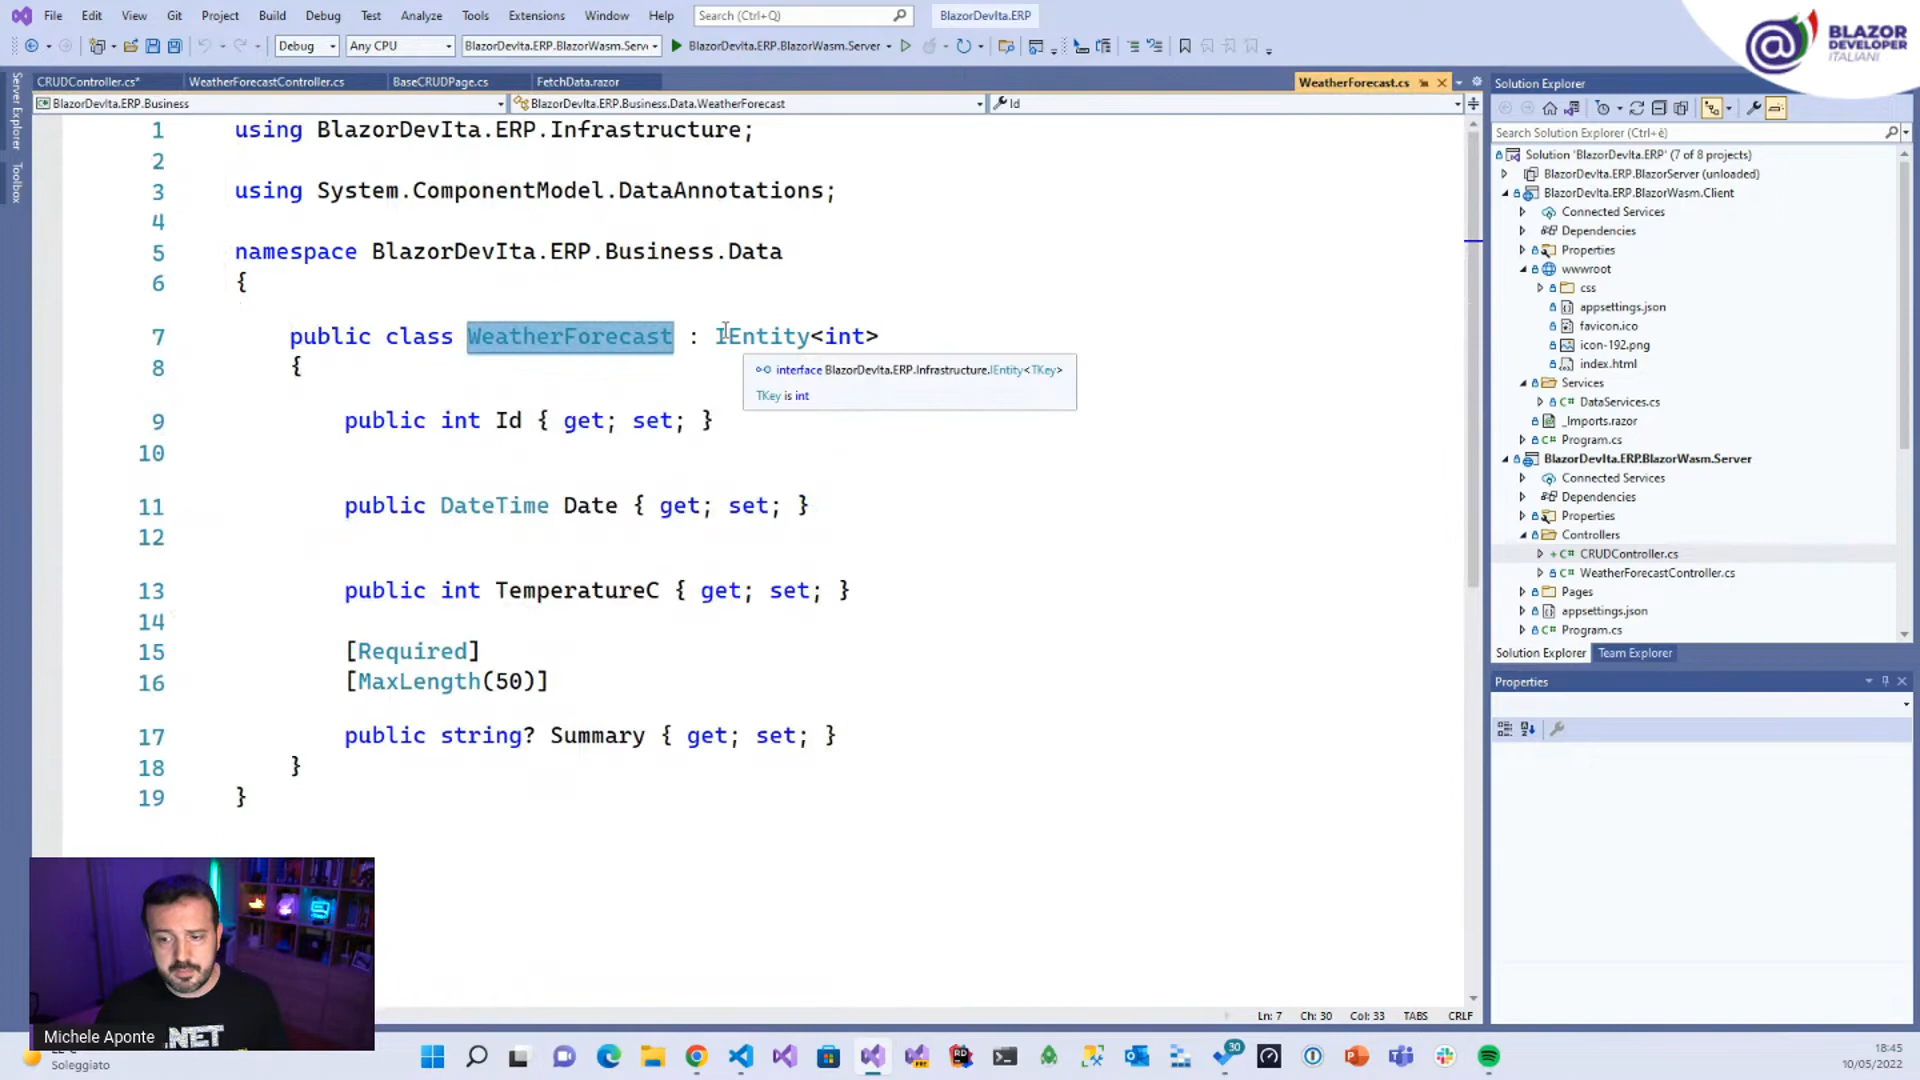 File Edit View Git Project Build Debug Test Analyze Tools Extensions Window Help Search (Ctrl+Q) BlazorDevIta.ERP
BLAZOR
DEVELOPER
ITALIANI
Debug Any CPU BlazorDevIta.ERP.BlazorWasm.Serv BlazorDevIta.ERP.BlazorWasm.Server
Server Explorer
Toolbox
CRUDController.cs* WeatherForecastController.cs BaseCRUDPage.cs FetchData.razor WeatherForecast.cs
BlazorDevIta.ERP.Business BlazorDevIta.ERP.Business.Data.WeatherForecast Id
1 using BlazorDevIta.ERP.Infrastructure;
2
3 using System.ComponentModel.DataAnnotations;
4
5 namespace BlazorDevIta.ERP.Business.Data
6 {
7 public class WeatherForecast : IEntity<int>
8 {
interface BlazorDevIta.ERP.Infrastructure.IEntity<TKey>
TKey is int
9 public int Id { get; set; }
10
11 public DateTime Date { get; set; }
12
13 public int TemperatureC { get; set; }
14
15 [Required]
16 [MaxLength(50)]
17 public string? Summary { get; set; }
18 }
19 }
Solution Explorer
Search Solution Explorer (Ctrl+è)
Solution 'BlazorDevIta.ERP' (7 of 8 projects)
BlazorDevIta.ERP.BlazorServer (unloaded)
BlazorDevIta.ERP.BlazorWasm.Client
Connected Services
Dependencies
Properties
wwwroot
css
appsettings.json
favicon.ico
icon-192.png
index.html
Services
DataServices.cs
_Imports.razor
Program.cs
BlazorDevIta.ERP.BlazorWasm.Server
Connected Services
Dependencies
Properties
Controllers
CRUDController.cs
WeatherForecastController.cs
Pages
appsettings.json
Program.cs
Solution Explorer Team Explorer
Properties
Ln: 7 Ch: 30 Col: 33 TABS CRLF
.NET
Michele Aponte
Soleggiato
30
18:45
10/05/2022